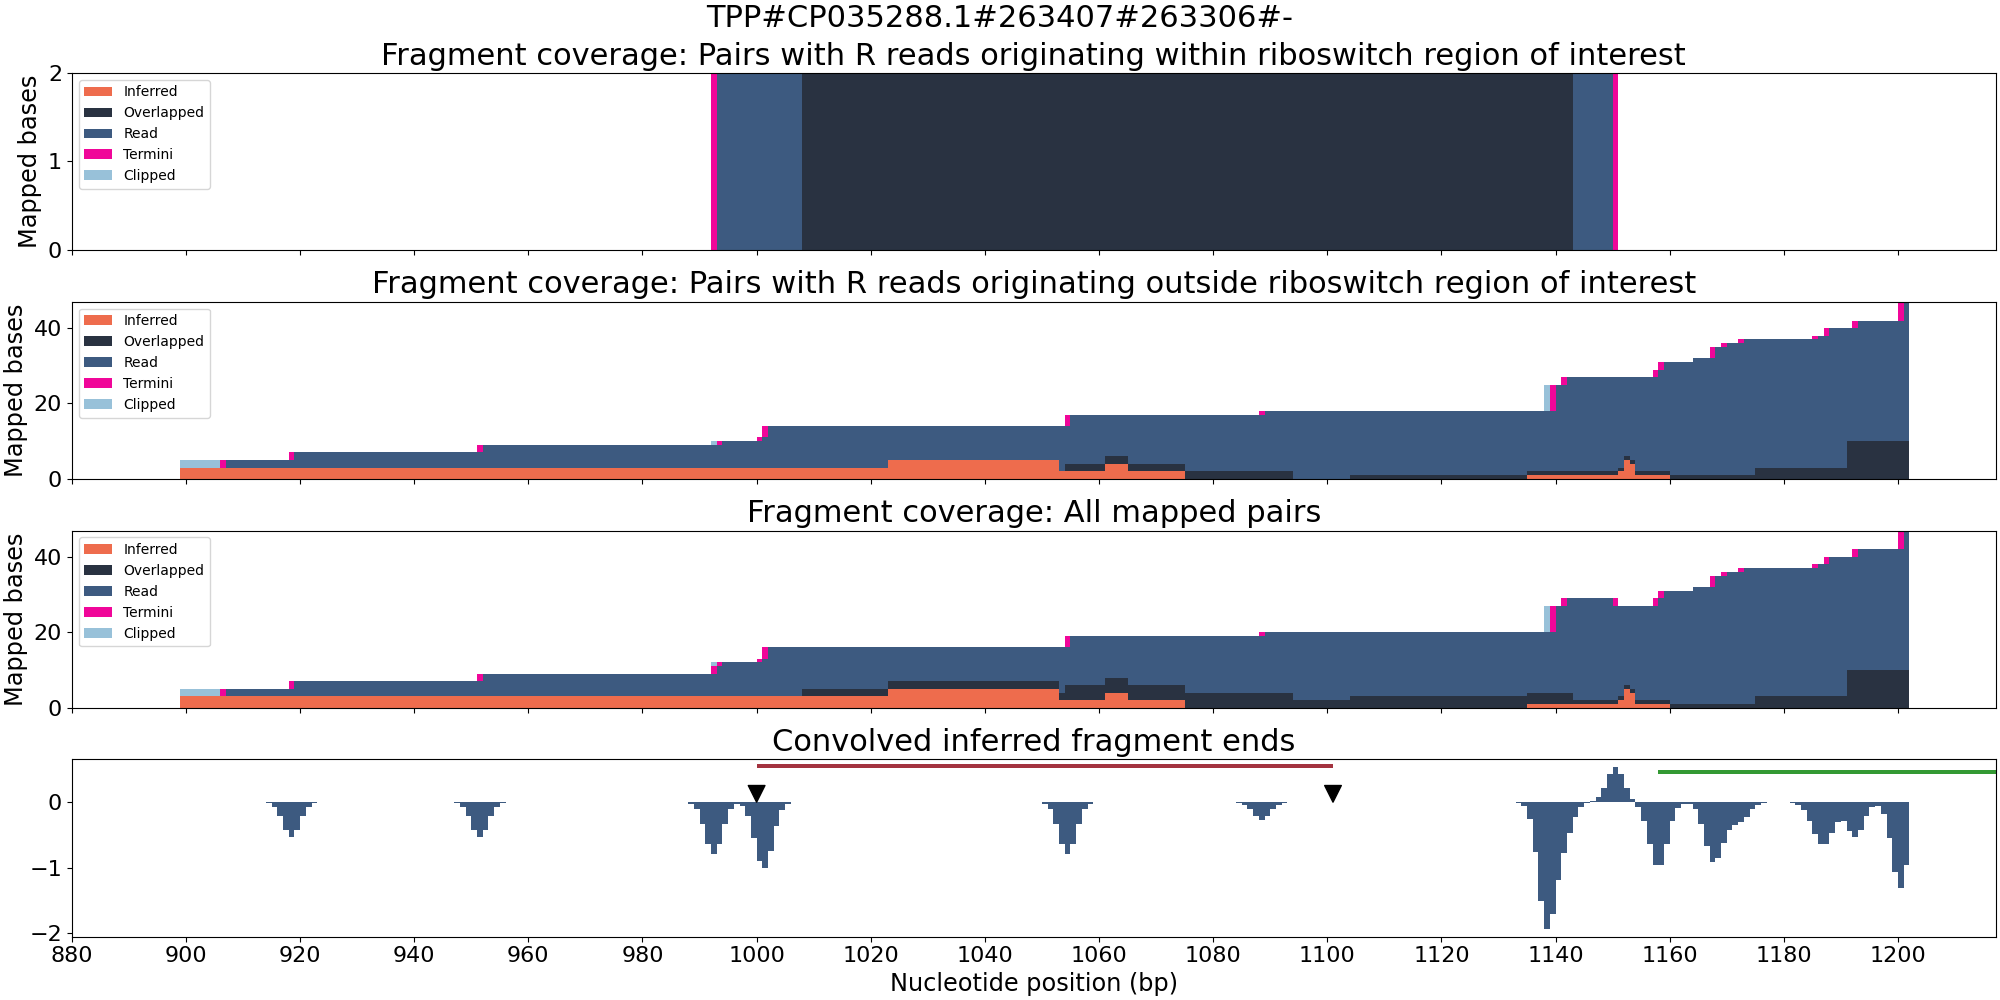 TPP#CP035288.1#263407#263306#-
Fragment coverage: Pairs with R reads originating within riboswitch region of interest
Mapped bases
2
1
0
Inferred
Overlapped
Read
Termini
Clipped
Fragment coverage: Pairs with R reads originating outside riboswitch region of interest
Mapped bases
40
20
0
Inferred
Overlapped
Read
Termini
Clipped
Fragment coverage: All mapped pairs
Mapped bases
40
20
0
Inferred
Overlapped
Read
Termini
Clipped
Convolved inferred fragment ends
0
−1
−2
880 900 920 940 960 980 1000 1020 1040 1060 1080 1100 1120 1140 1160 1180 1200
Nucleotide position (bp)